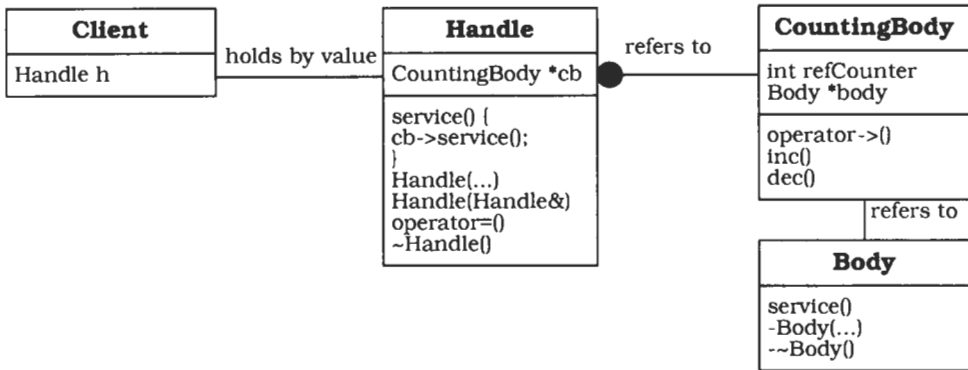 Client
Handle h
holds by value
Handle
CountingBody *cb
service() {
cb->service();
}
Handle(...)
Handle(Handle&)
operator=()
~Handle()
refers to
CountingBody
int refCounter
Body *body
operator->()
inc()
dec()
refers to
Body
service()
-Body(...)
-~Body()